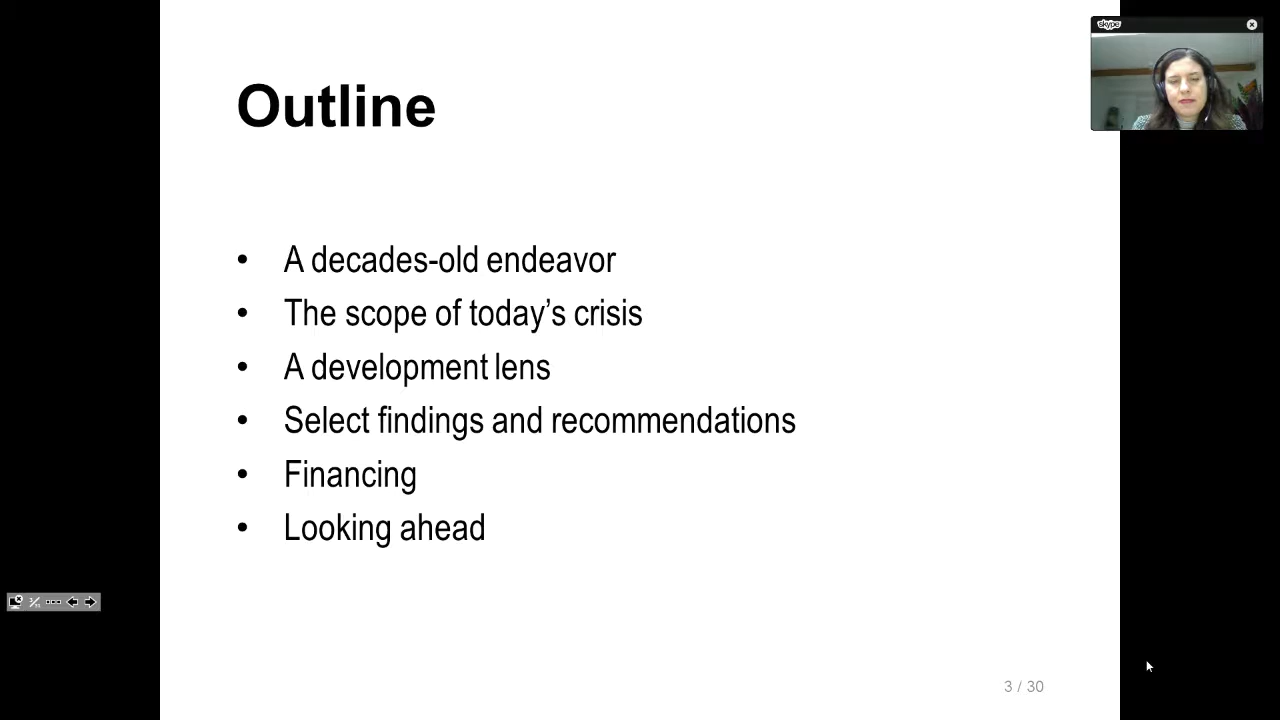 skype
Outline
• A decades-old endeavor
• The scope of today’s crisis
• A development lens
• Select findings and recommendations
• Financing
• Looking ahead
3 / 30